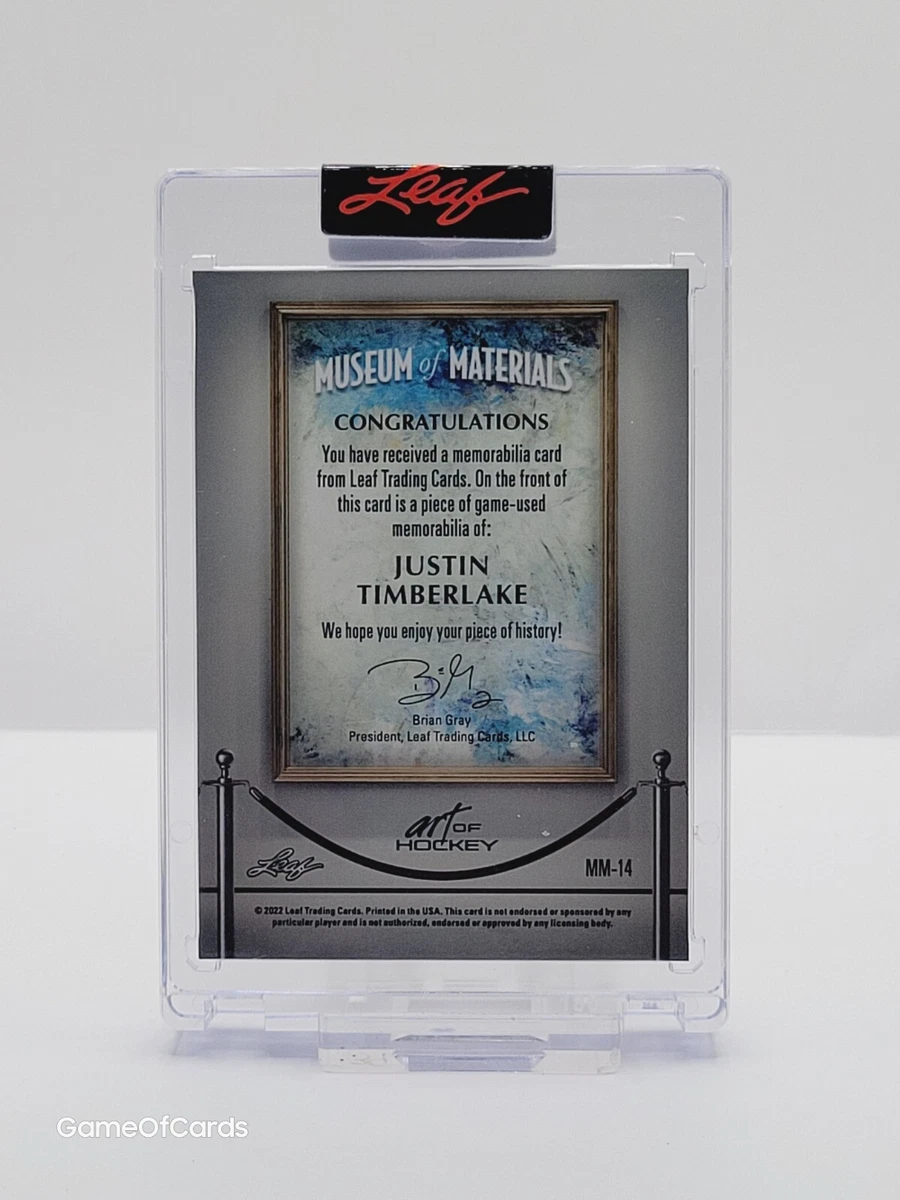 Leaf
MUSEUM of MATERIALS
CONGRATULATIONS
You have received a memorabilia card
from Leaf Trading Cards. On the front of
this card is a piece of game-used
memorabilia of:
JUSTIN
TIMBERLAKE
We hope you enjoy your piece of history!
Brian Gray
President, Leaf Trading Cards, LLC
art OF
HOCKEY
Leaf
MM-14
© 2022 Leaf Trading Cards. Printed in the USA. This card is not endorsed or sponsored by any
particular player and is not authorized, endorsed or approved by any licensing body.
GameOfCards